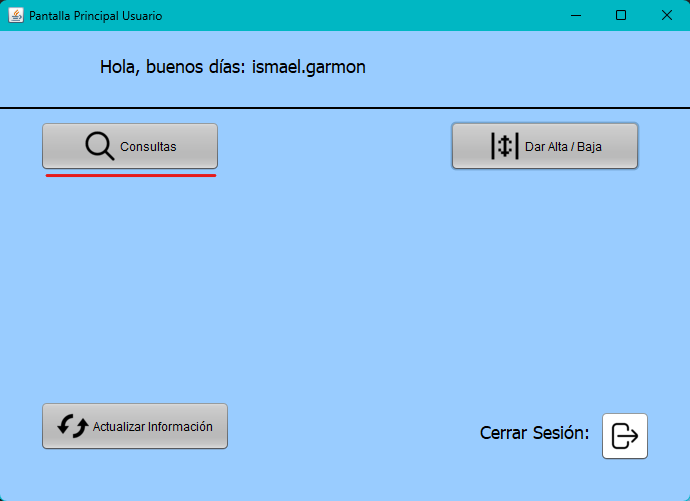 Pantalla Principal Usuario
Hola, buenos días: ismael.garmon
Consultas
Dar Alta / Baja
Actualizar Información
Cerrar Sesión: